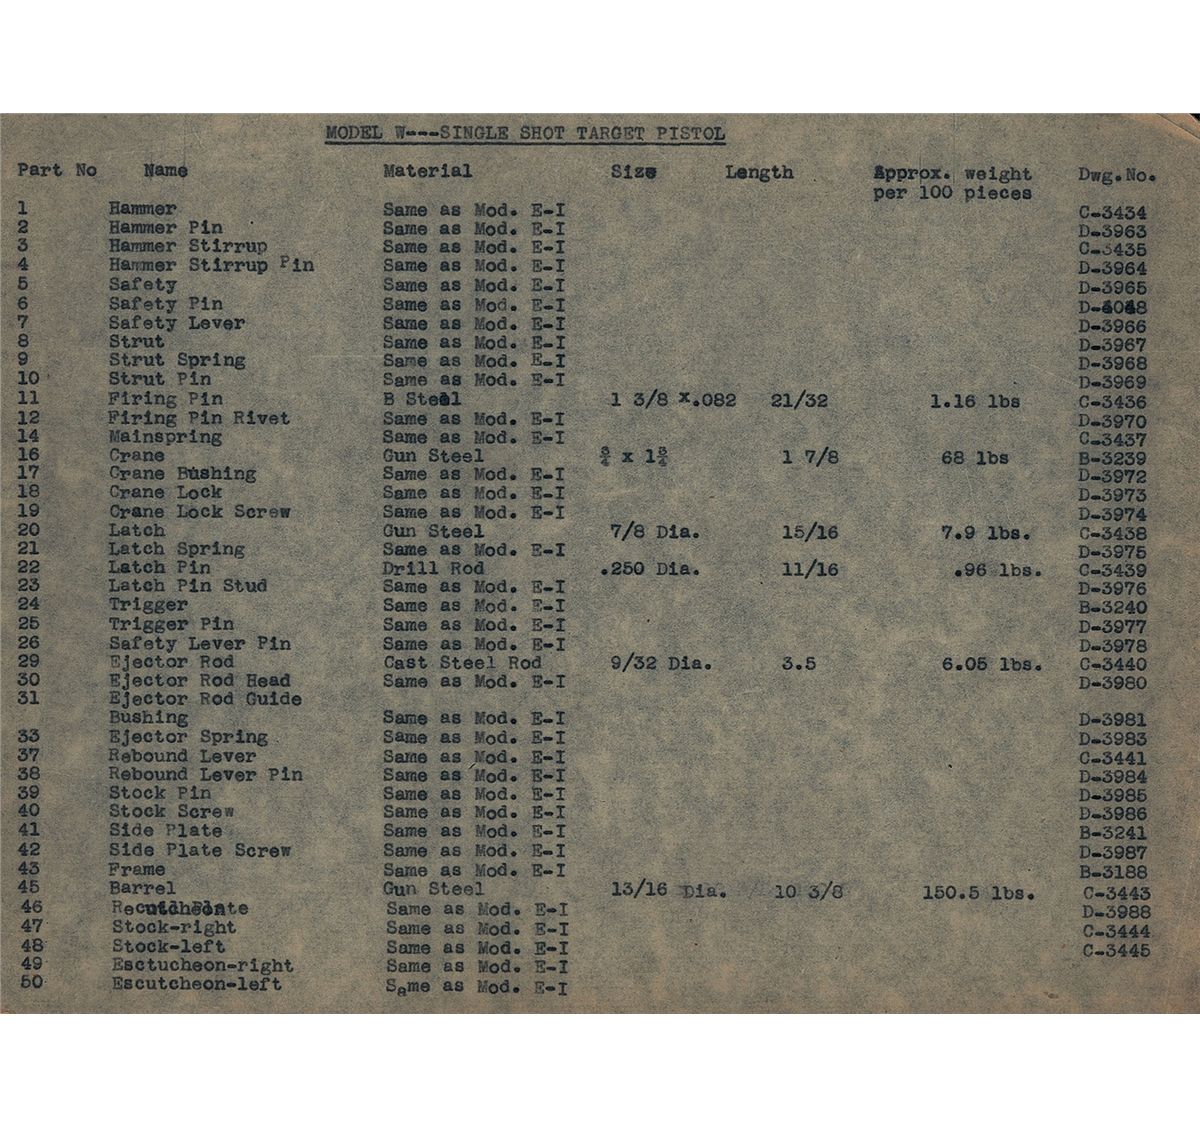 MODEL W---SINGLE SHOT TARGET PISTOL
Part No Name Material Size Length Approx. weight per 100 pieces Dwg.No.
1 Hammer Same as Mod. E-I C-3434
2 Hammer Pin Same as Mod. E-I D-3963
3 Hammer Stirrup Same as Mod. E-I C-3435
4 Hammer Stirrup Pin Same as Mod. E-I D-3964
5 Safety Same as Mod. E-I D-3965
6 Safety Pin Same as Mod. E-I D-4048
7 Safety Lever Same as Mod. E-I D-3966
8 Strut Same as Mod. E-I D-3967
9 Strut Spring Same as Mod. E-I D-3968
10 Strut Pin Same as Mod. E-I D-3969
11 Firing Pin B Steel 1 3/8 x.082 21/32 1.16 lbs C-3436
12 Firing Pin Rivet Same as Mod. E-I D-3970
14 Mainspring Same as Mod. E-I C-3437
16 Crane Gun Steel ¾ x 1¾ 1 7/8 68 lbs B-3239
17 Crane Bushing Same as Mod. E-I D-3972
18 Crane Lock Same as Mod. E-I D-3973
19 Crane Lock Screw Same as Mod. E-I D-3974
20 Latch Gun Steel 7/8 Dia. 15/16 7.9 lbs. C-3438
21 Latch Spring Same as Mod. E-I D-3975
22 Latch Pin Drill Rod .250 Dia. 11/16 .96 lbs. C-3439
23 Latch Pin Stud Same as Mod. E-I D-3976
24 Trigger Same as Mod. E-I B-3240
25 Trigger Pin Same as Mod. E-I D-3977
26 Safety Lever Pin Same as Mod. E-I D-3978
29 Ejector Rod Cast Steel Rod 9/32 Dia. 3.5 6.05 lbs. C-3440
30 Ejector Rod Head Same as Mod. E-I D-3980
31 Ejector Rod Guide
Bushing Same as Mod. E-I D-3981
33 Ejector Spring Same as Mod. E-I D-3983
37 Rebound Lever Same as Mod. E-I C-3441
38 Rebound Lever Pin Same as Mod. E-I D-3984
39 Stock Pin Same as Mod. E-I D-3985
40 Stock Screw Same as Mod. E-I D-3986
41 Side Plate Same as Mod. E-I B-3241
42 Side Plate Screw Same as Mod. E-I D-3987
43 Frame Same as Mod. E-I B-3188
45 Barrel Gun Steel 13/16 Dia. 10 3/8 150.5 lbs. C-3443
46 Same as Mod. E-I D-3988
47 Stock-right Same as Mod. E-I C-3444
48 Stock-left Same as Mod. E-I C-3445
49 Esctucheon-right Same as Mod. E-I
50 Escutcheon-left Same as Mod. E-I